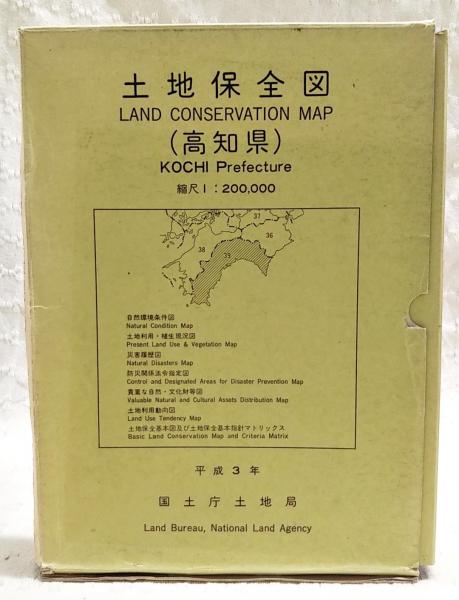 土地保全図
LAND CONSERVATION MAP
(高知県)
KOCHI Prefecture
縮尺1:200,000
37
36
38
39
自然環境条件図
Natural Condition Map
土地利用・植生現況図
Present Land Use & Vegetation Map
災害履歴図
Natural Disasters Map
防災関係法令指定図
Control and Designated Areas for Disaster Prevention Map
貴重な自然・文化財等図
Valuable Natural and Cultural Assets Distribution Map
土地利用動向図
Land Use Tendency Map
土地保全基本図及び土地保全基本指針マトリックス
Basic Land Conservation Map and Criteria Matrix
平成3年
国土庁土地局
Land Bureau, National Land Agency